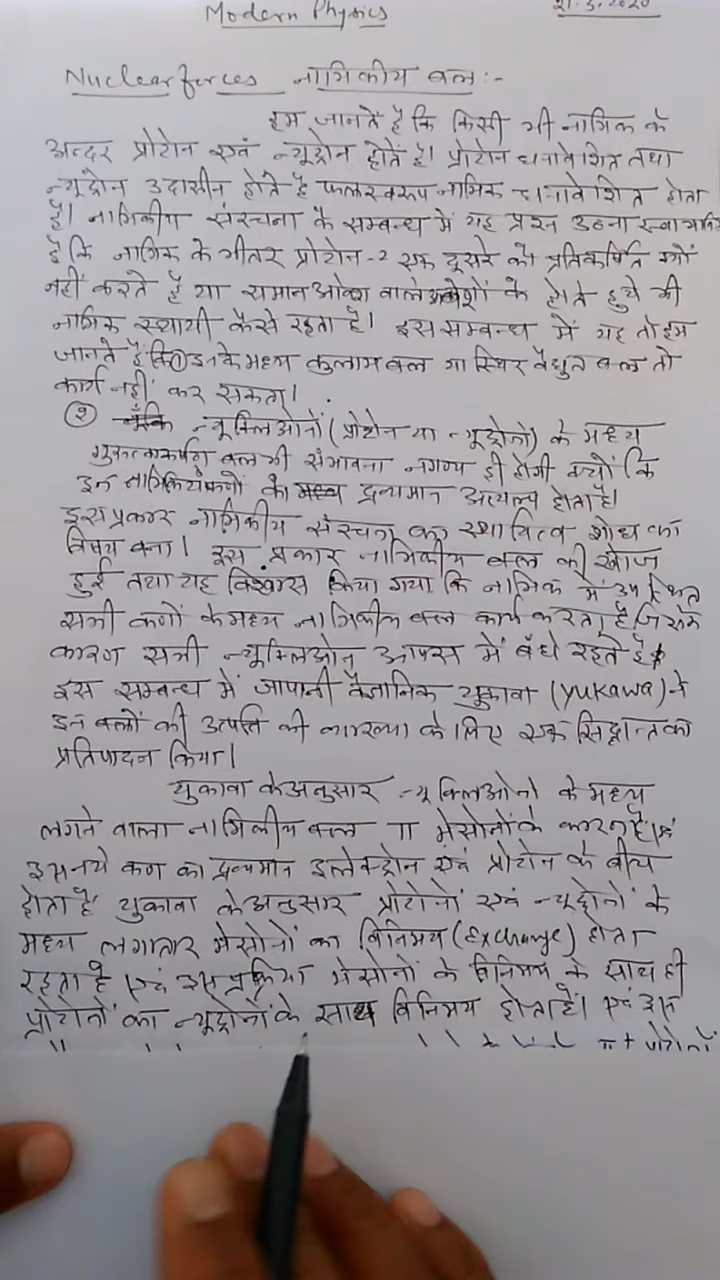 Modern Physics 21.3.2020
Nuclear forces नाभिकीय बल :-
हम जानते है कि किसी भी नाभिक के
अन्दर प्रोटोन एवं न्यूट्रोन होते है। प्रोटोन धनावेशित तथा
न्यूट्रोन उदासीन होते है फलस्वरूप नाभिक धनावेशित होता
है। नाभिकीय संरचना के सम्बन्ध में यह प्रश्न उठना स्वाभाविक
है कि नाभिक के भीतर प्रोटोन-2 एक दूसरे को प्रतिकर्षित क्यों
नहीं करते है या समान आवेश वाले के होते हुये भी
नाभिक स्थायी कैसे रहता है। इस सम्बन्ध में यह तो हम
जानते है कि ① इनके मध्य कुलाम बल या स्थिर वैधुत बल तो
कार्य नहीं कर सकता।
② चूँकि न्यूक्लिओनों (प्रोटोन या न्यूट्रोनो) के मध्य
गुरुत्वाकर्षण बल की संभावना नगण्य ही होगी क्यों कि
इन नाभिकीय कणों का द्रव्यमान अत्यल्प होता है।
इस प्रकार नाभिकीय संरचना का स्थायित्व शोध का
विषय बना। इस प्रकार नाभिकीय बल की खोज
हुई तथा यह विश्वास किया गया कि नाभिक में उपस्थित
सभी कणों के मध्य नाभिकीय बल कार्य करता है जिसके
कारण सभी न्यूक्लिओन आपस में बँधे रहते है
इस सम्बन्ध में जापानी वैज्ञानिक युकावा (Yukawa) ने
इन बलों की उत्पत्ति की व्याख्या के लिए एक सिद्धान्त का
प्रतिपादन किया।
युकावा के अनुसार न्यूक्लिओनो के मध्य
लगने वाला नाभिकीय बल π मेसोनों के कारण है। एवं
इस नये कण का द्रव्यमान इलेक्ट्रोन एवं प्रोटोन के बीच
होता है युकावा के अनुसार प्रोटोनों एवं न्यूट्रोनों के
मध्य लगातार मेसोनों का विनिमय (Exchange) होता
रहता है एवं इस प्रक्रिया मेसोनों के विनिमय के साथ ही
प्रोटोनों का न्यूट्रोनों के साथ विनिमय होता है। एवं इस
π+